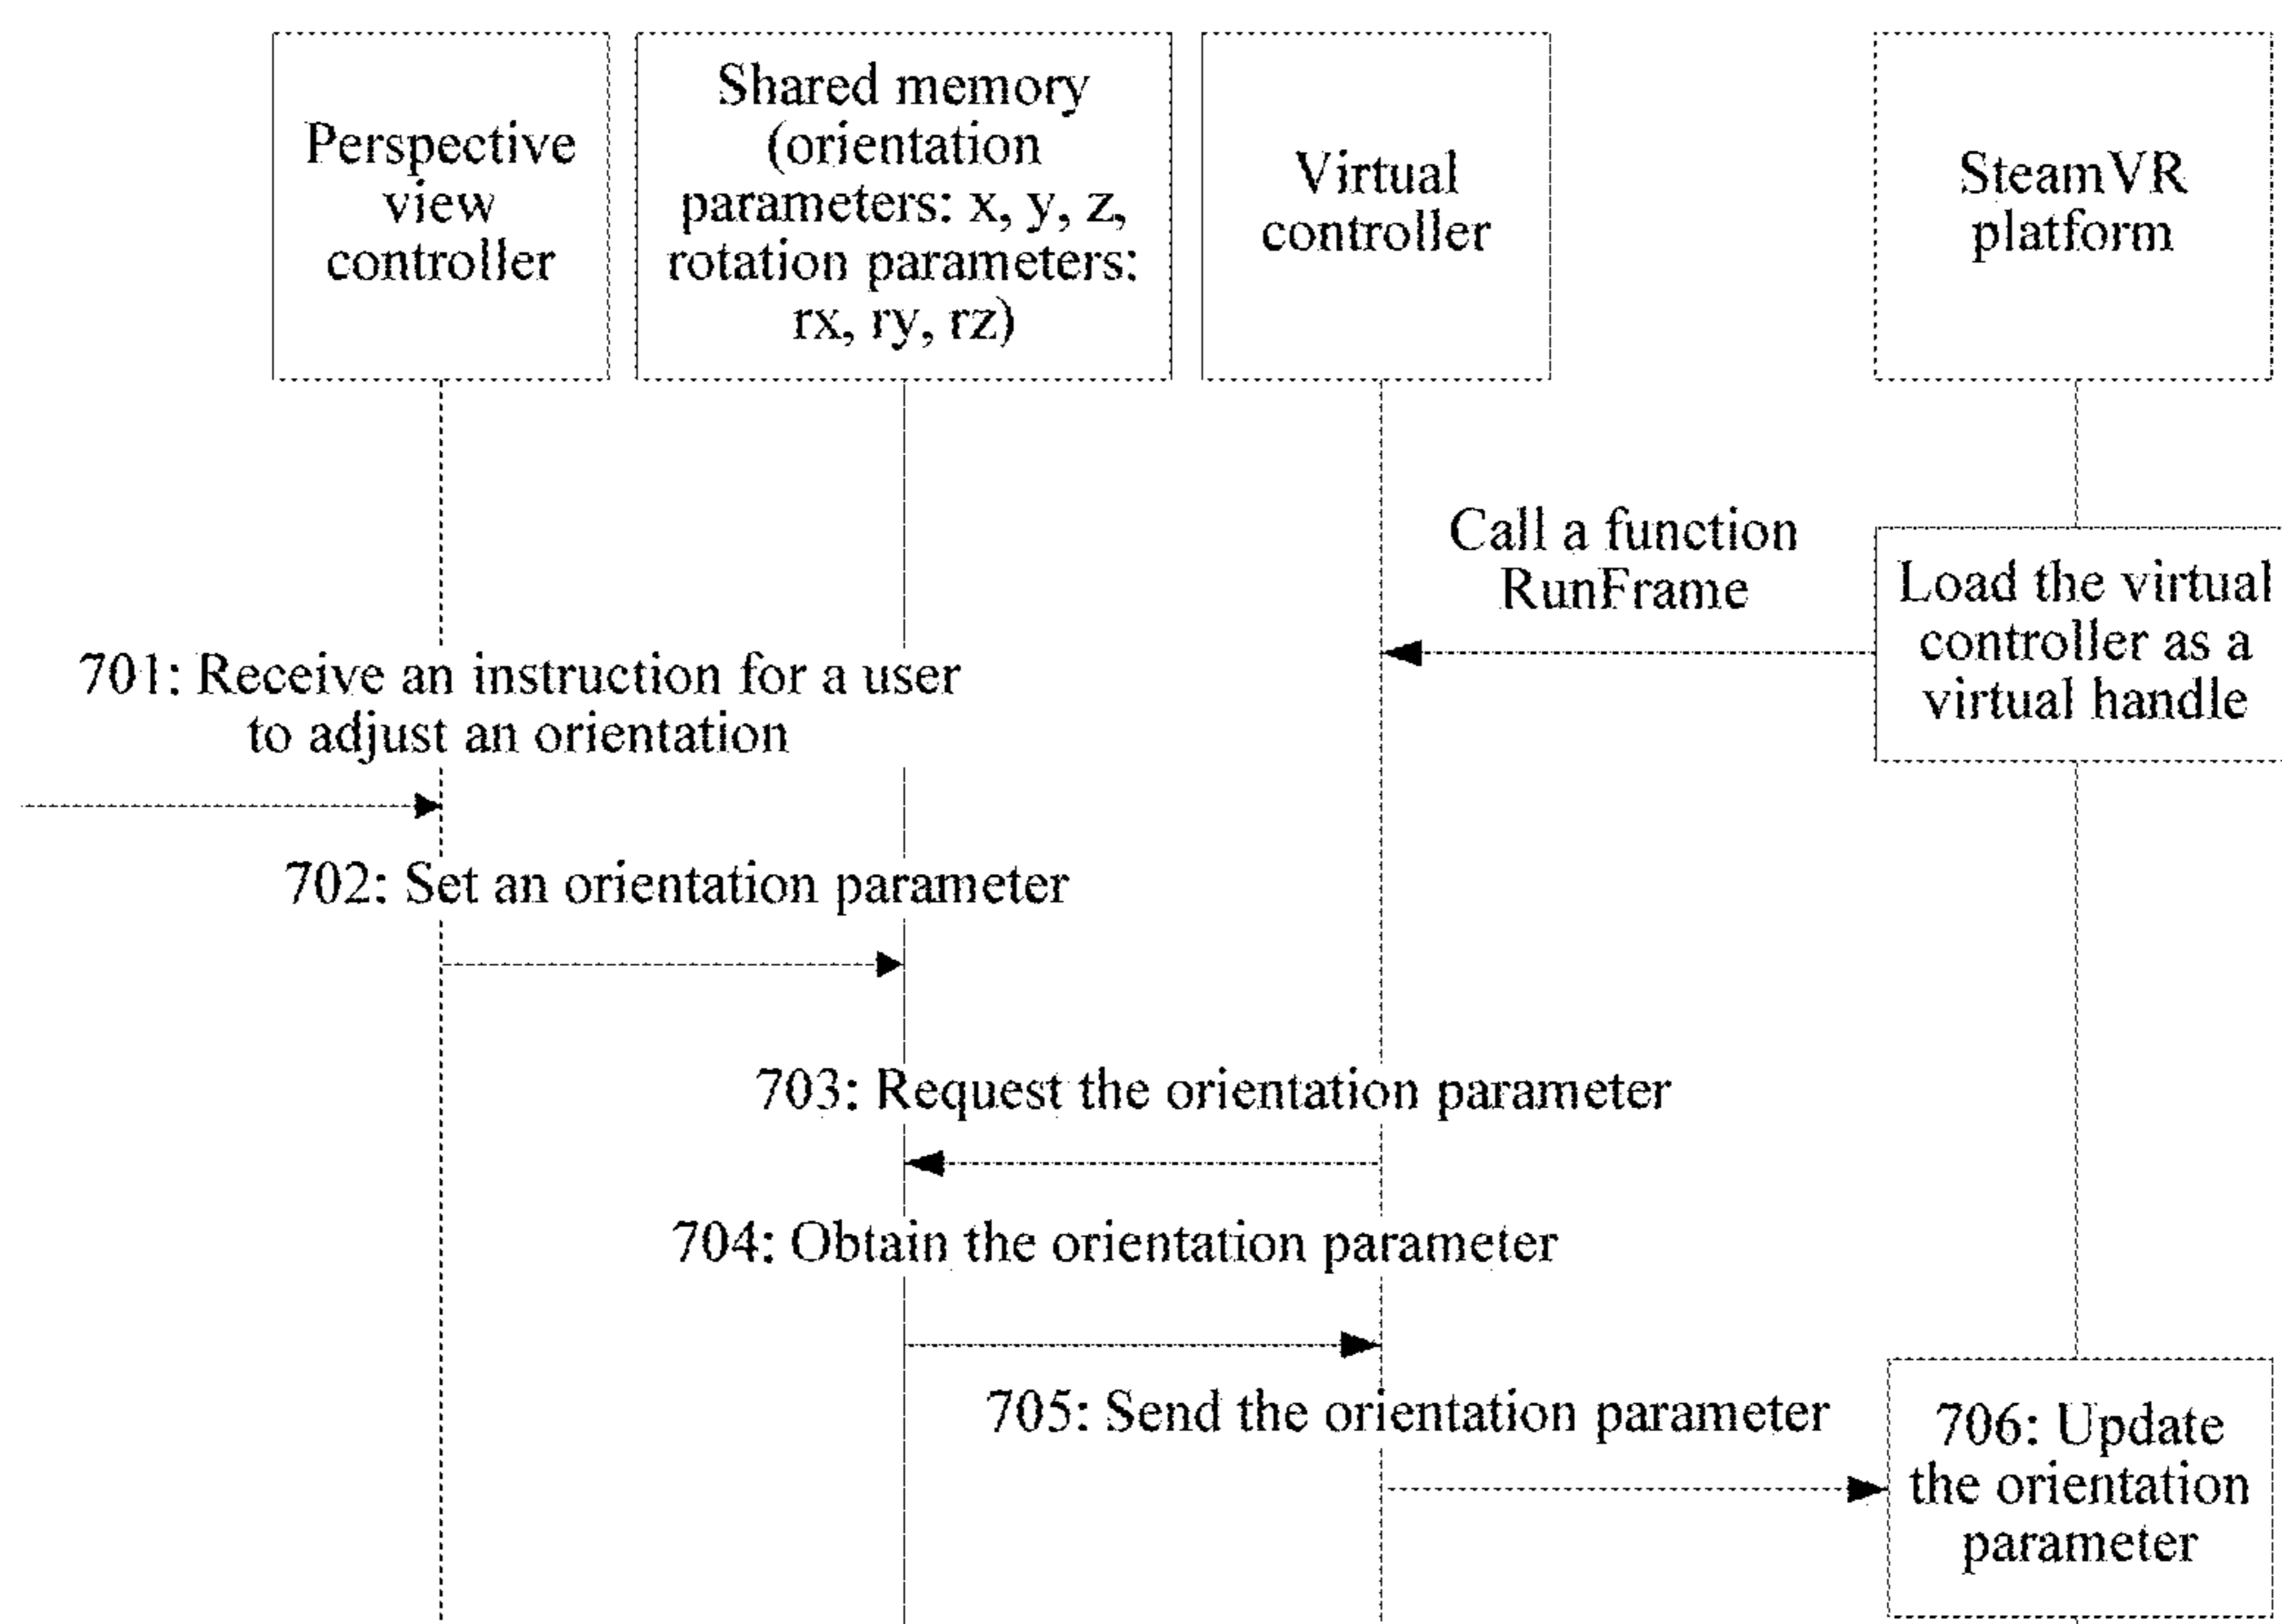 Perspective
view
controller
Shared memory
(orientation
parameters: x, y, z,
rotation parameters:
rx, ry, rz)
Virtual
controller
SteamVR
platform
Call a function
RunFrame
Load the virtual
controller as a
virtual handle
701: Receive an instruction for a user
to adjust an orientation
702: Set an orientation parameter
703: Request the orientation parameter
704: Obtain the orientation parameter
705: Send the orientation parameter
706: Update
the orientation
parameter